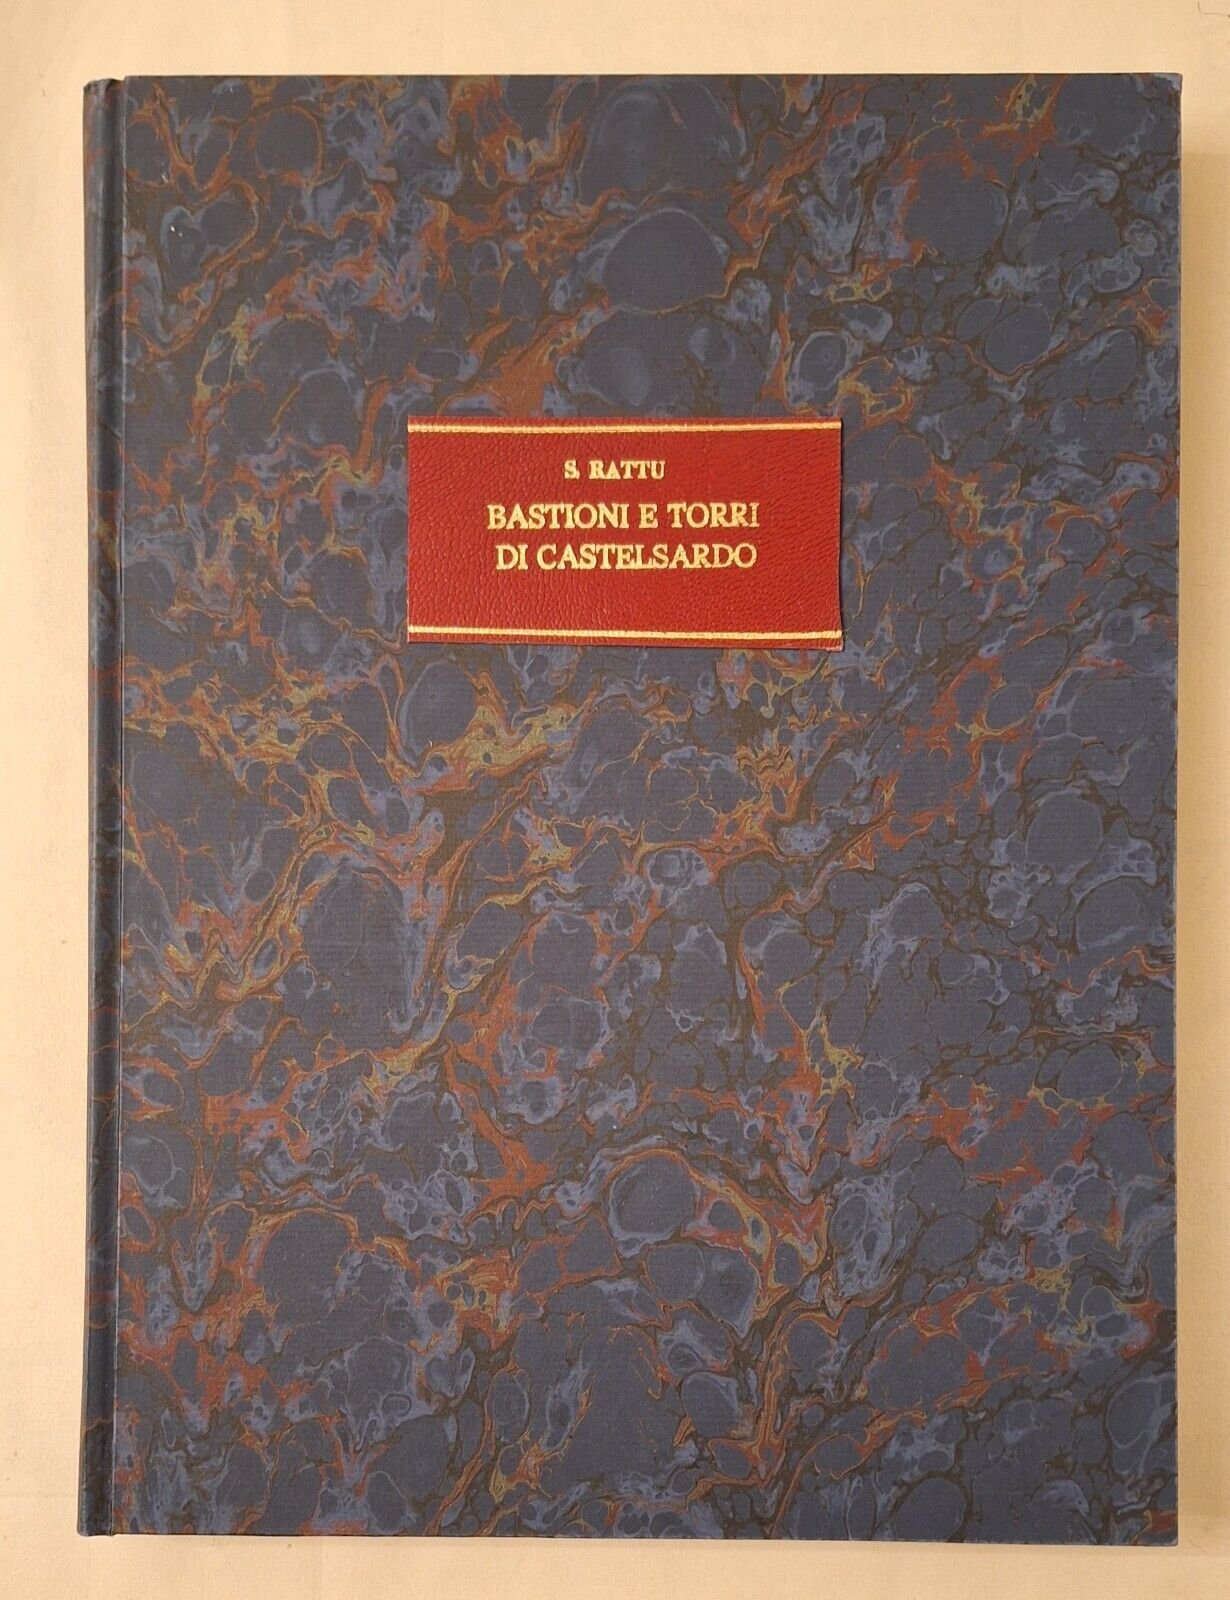 S. RATTU
BASTIONI E TORRI
DI CASTELSARDO